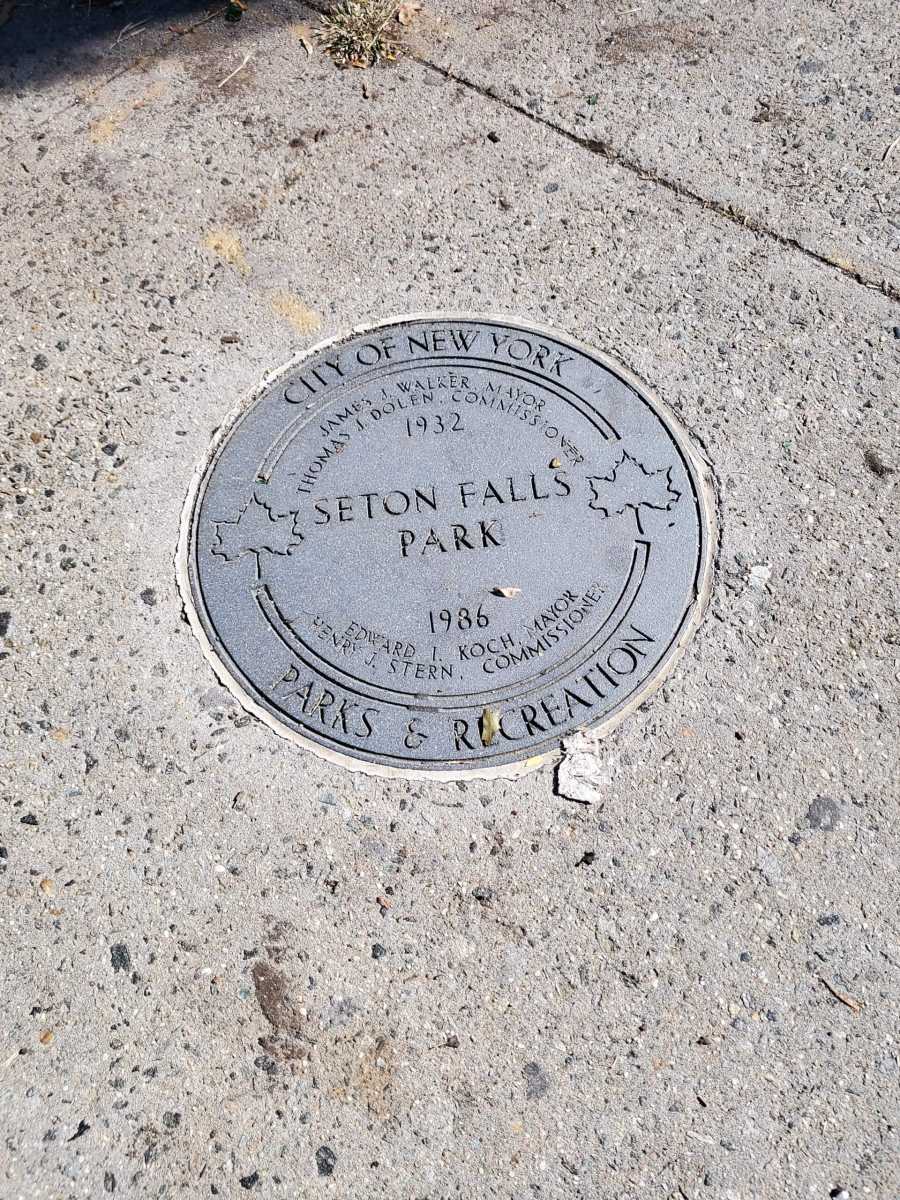 CITY OF NEW YORK
JAMES J. WALKER, MAYOR
THOMAS J. DOLEN, COMMISSIONER
1932
SETON FALLS
PARK
1986
EDWARD I. KOCH, MAYOR
HENRY J. STERN, COMMISSIONER
PARKS & RECREATION